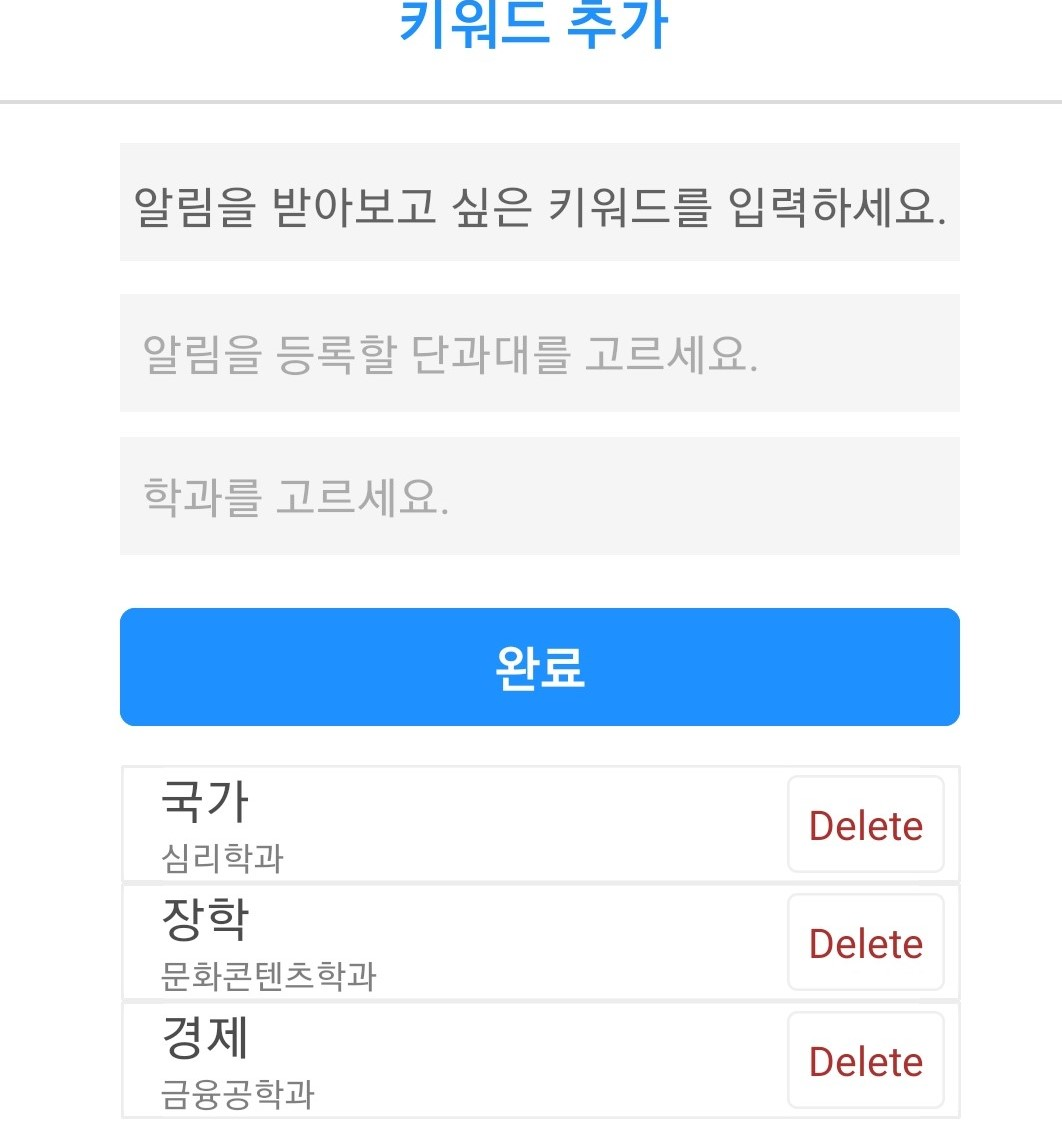 키워드 추가
알림을 받아보고 싶은 키워드를 입력하세요.
알림을 등록할 단과대를 고르세요.
학과를 고르세요.
완료
국가
심리학과
Delete
장학
문화콘텐츠학과
Delete
경제
금융공학과
Delete